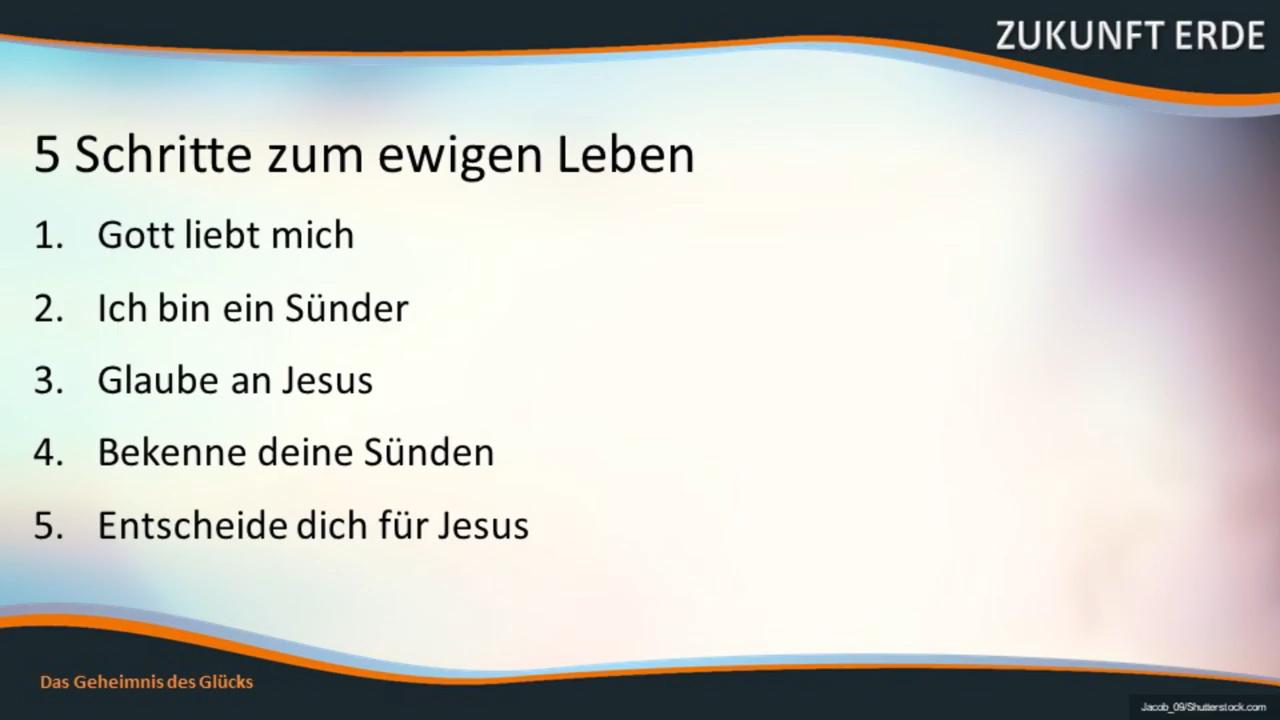 ZUKUNFT ERDE
5 Schritte zum ewigen Leben
1. Gott liebt mich
2. Ich bin ein Sünder
3. Glaube an Jesus
4. Bekenne deine Sünden
5. Entscheide dich für Jesus
Das Geheimnis des Glücks
Jacob_09/Shutterstock.com